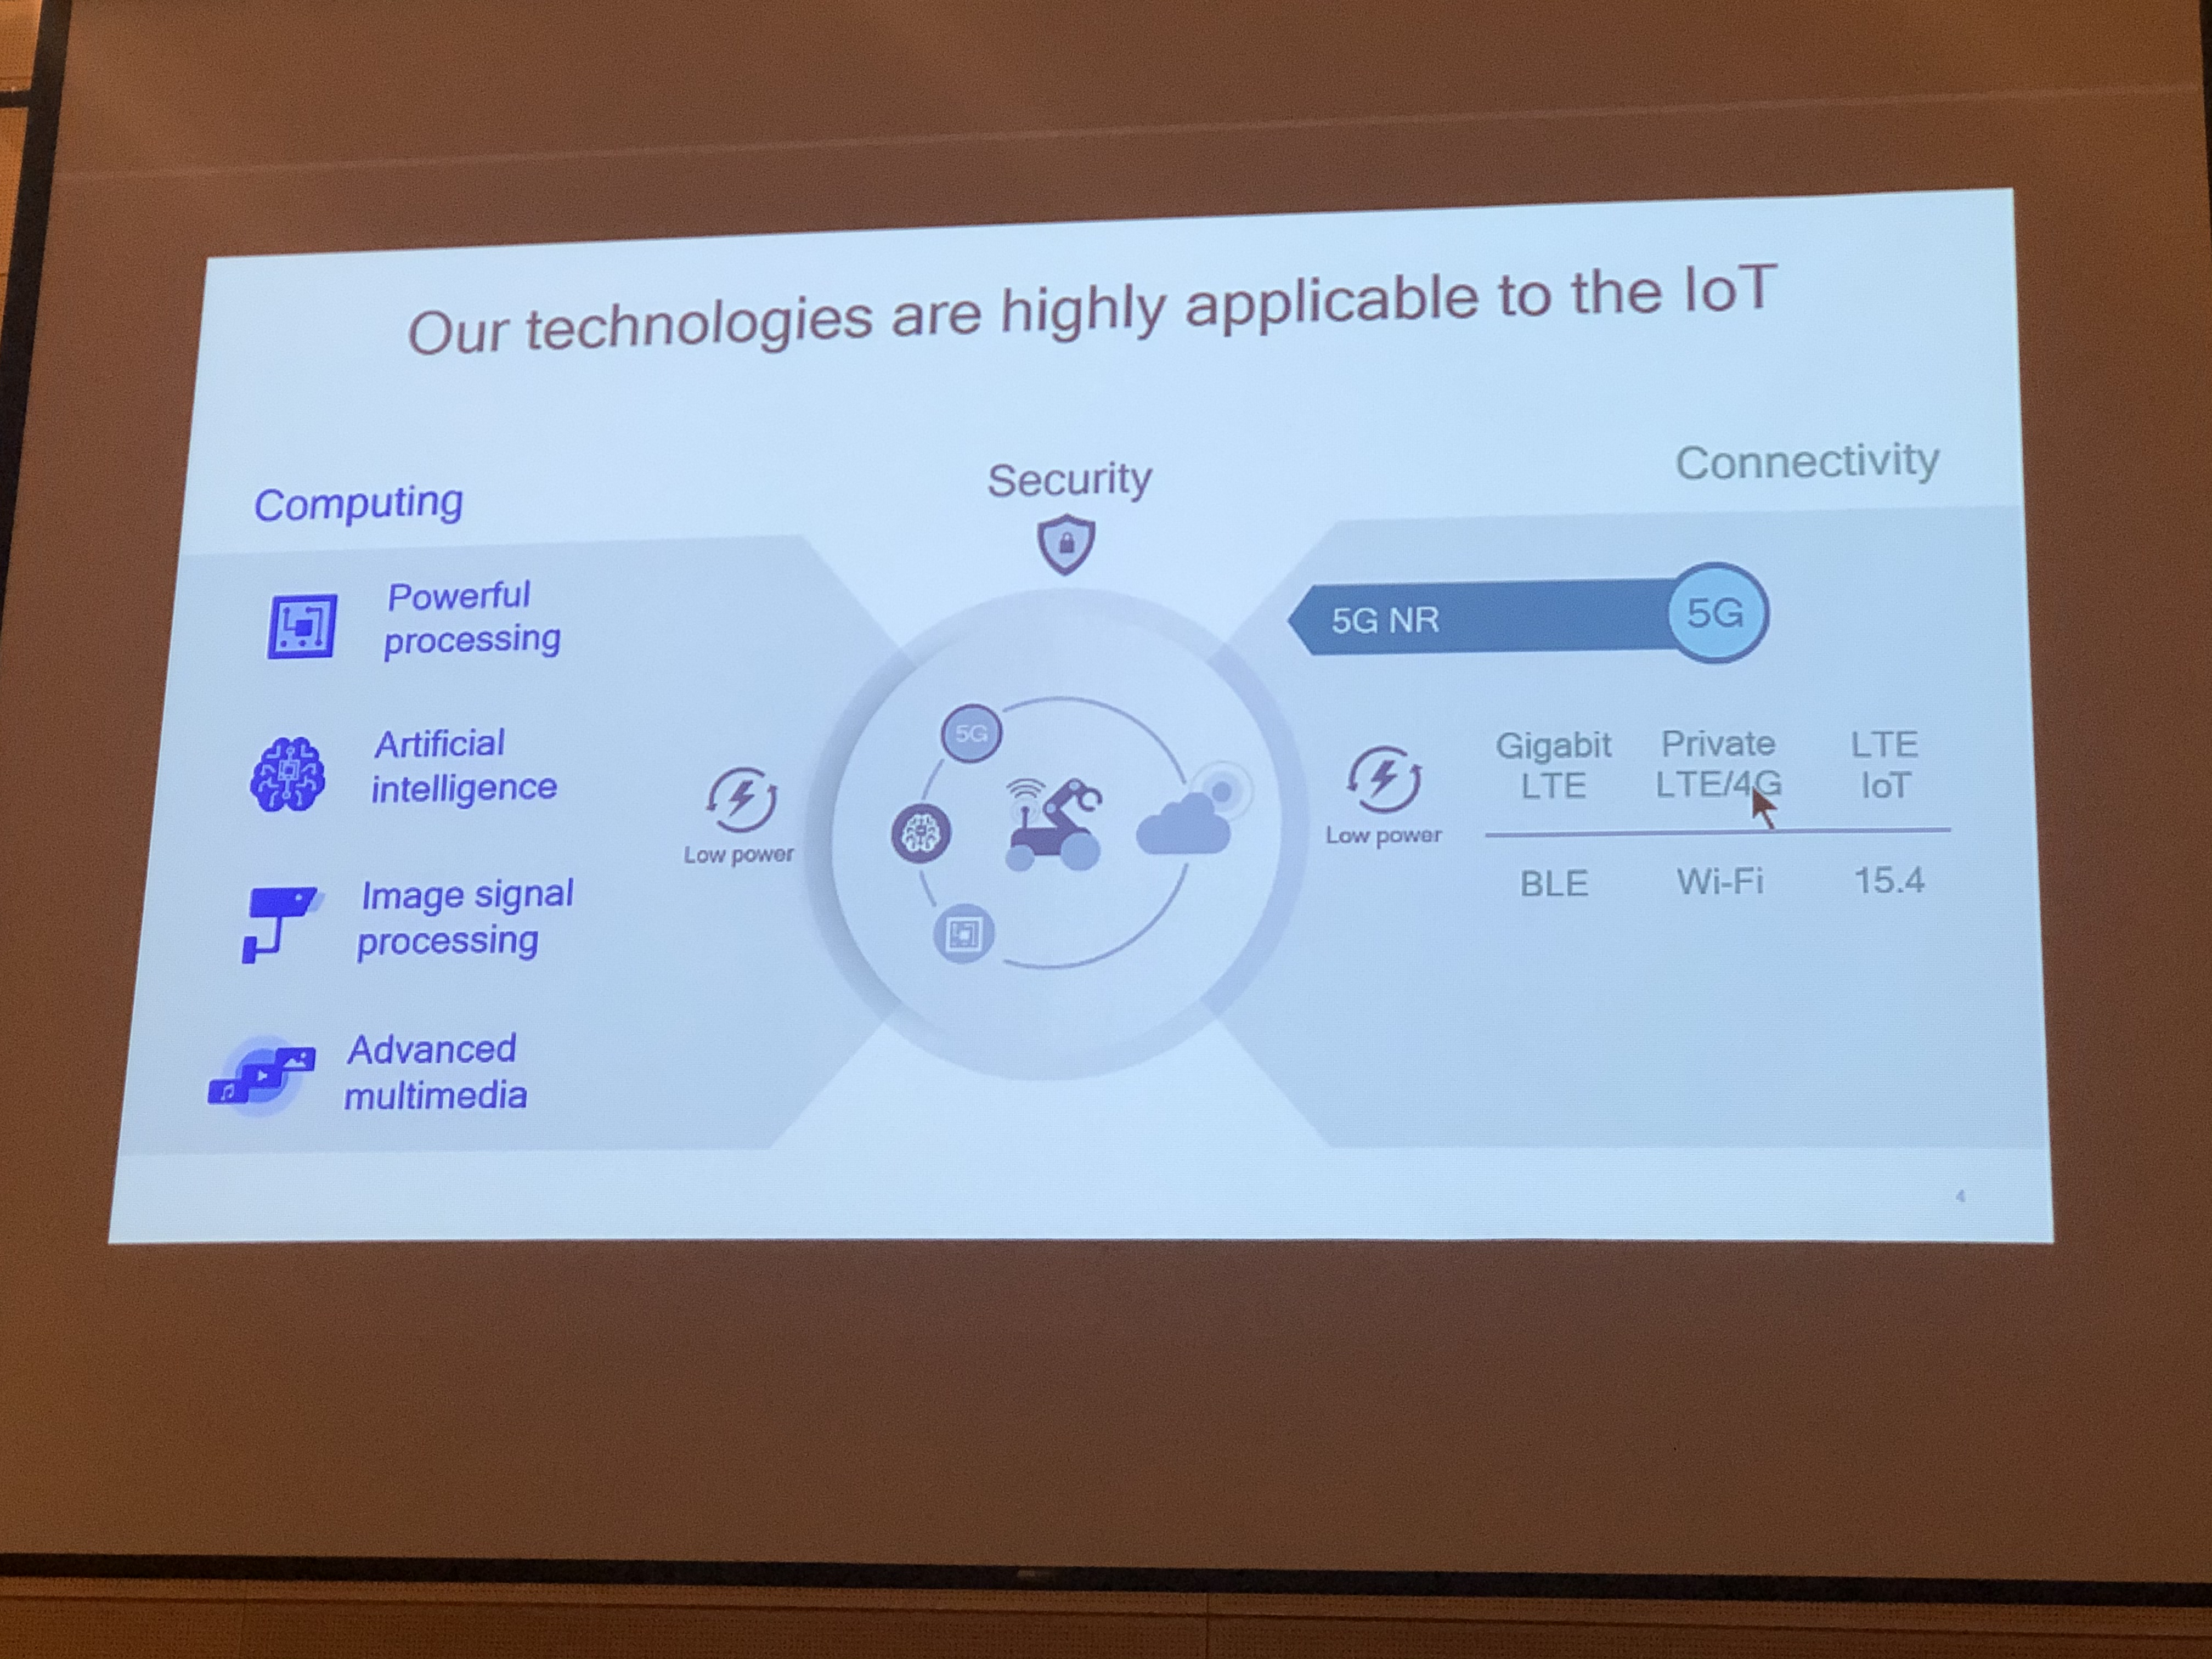 Our technologies are highly applicable to the IoT
Computing
Security
Connectivity
Powerful
processing
Artificial
intelligence
Image signal
processing
Advanced
multimedia
Low power
5G
5G NR
5G
Low power
Gigabit
LTE
Private
LTE/4G
LTE
IoT
BLE
Wi-Fi
15.4
4